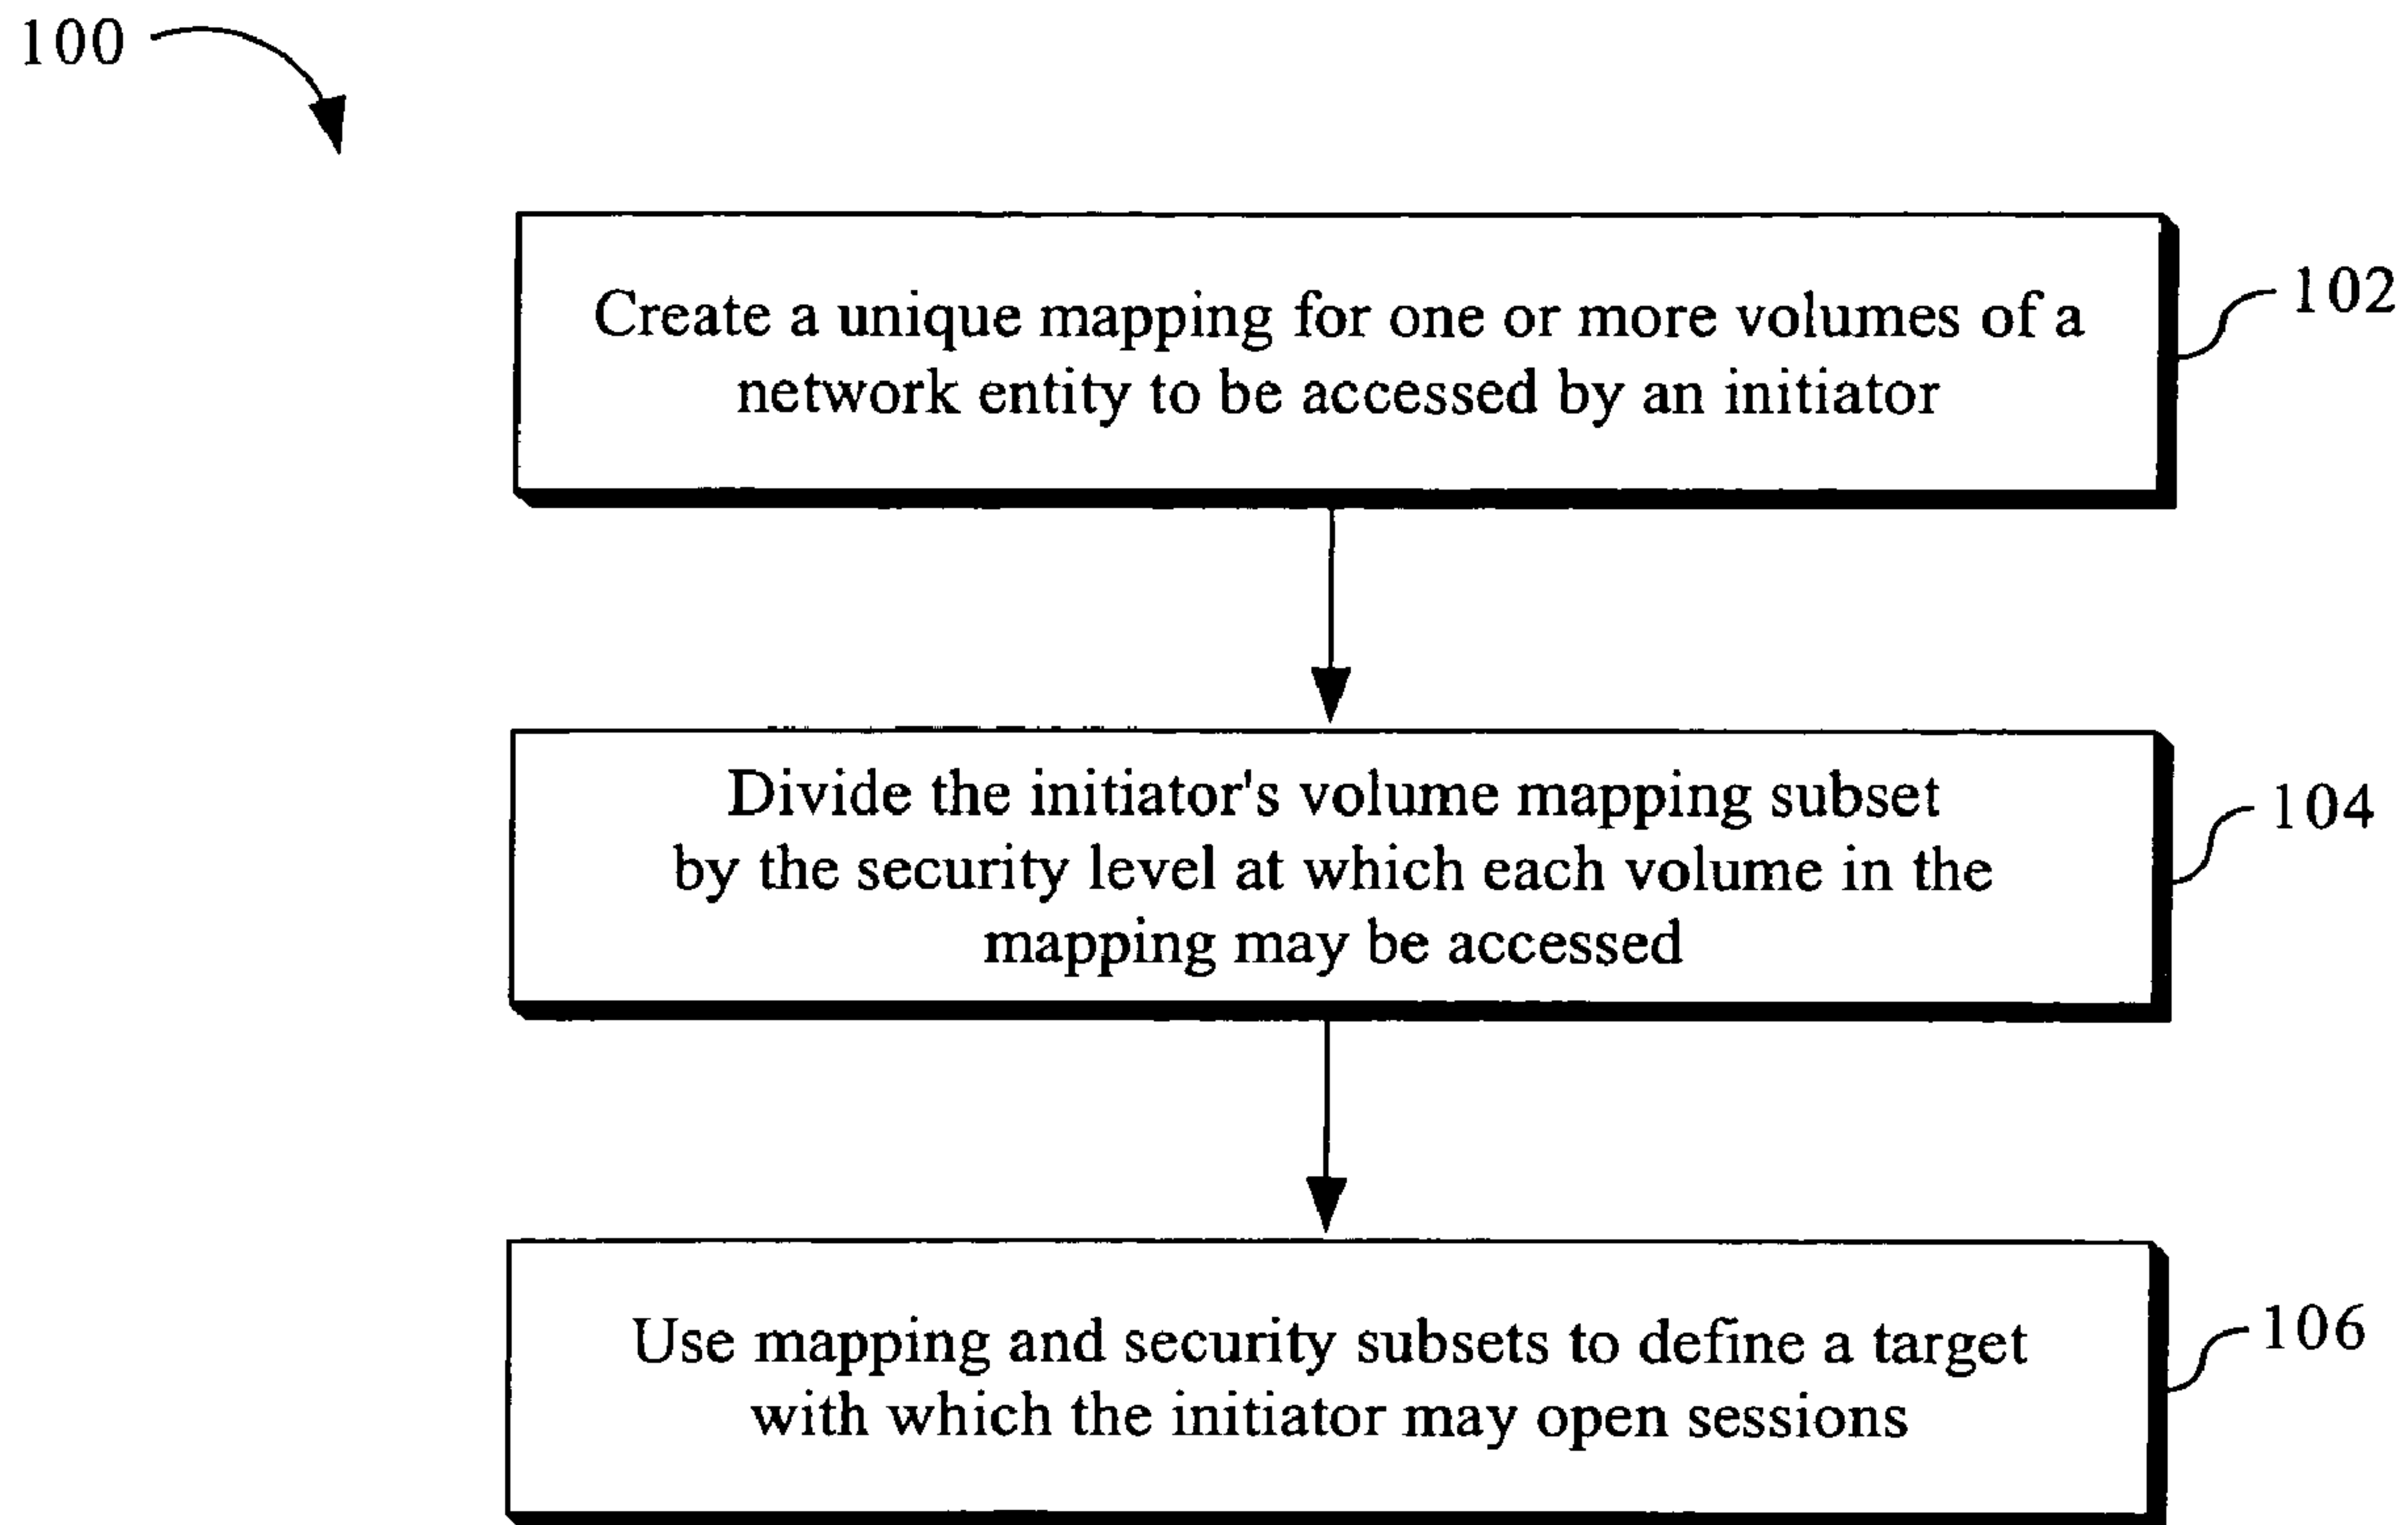 100
Create a unique mapping for one or more volumes of a
network entity to be accessed by an initiator
102
Divide the initiator's volume mapping subset
by the security level at which each volume in the
mapping may be accessed
104
Use mapping and security subsets to define a target
with which the initiator may open sessions
106